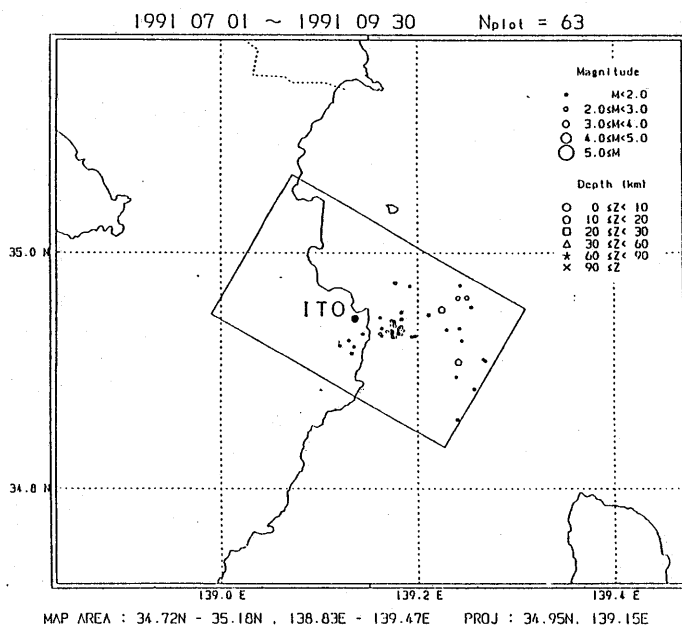 1991 07 01 ~ 1991 09 30 Nplot = 63
Magnitude
M<2.0
2.0≤M<3.0
3.0≤M<4.0
4.0≤M<5.0
5.0≤M
Depth (km)
0 ≤Z< 10
10 ≤Z< 20
20 ≤Z< 30
30 ≤Z< 60
60 ≤Z< 90
90 ≤Z
35.0 N
ITO
34.8 N
139.0 E
139.2 E
139.4 E
MAP AREA : 34.72N - 35.18N , 138.83E - 139.47E PROJ : 34.95N, 139.15E